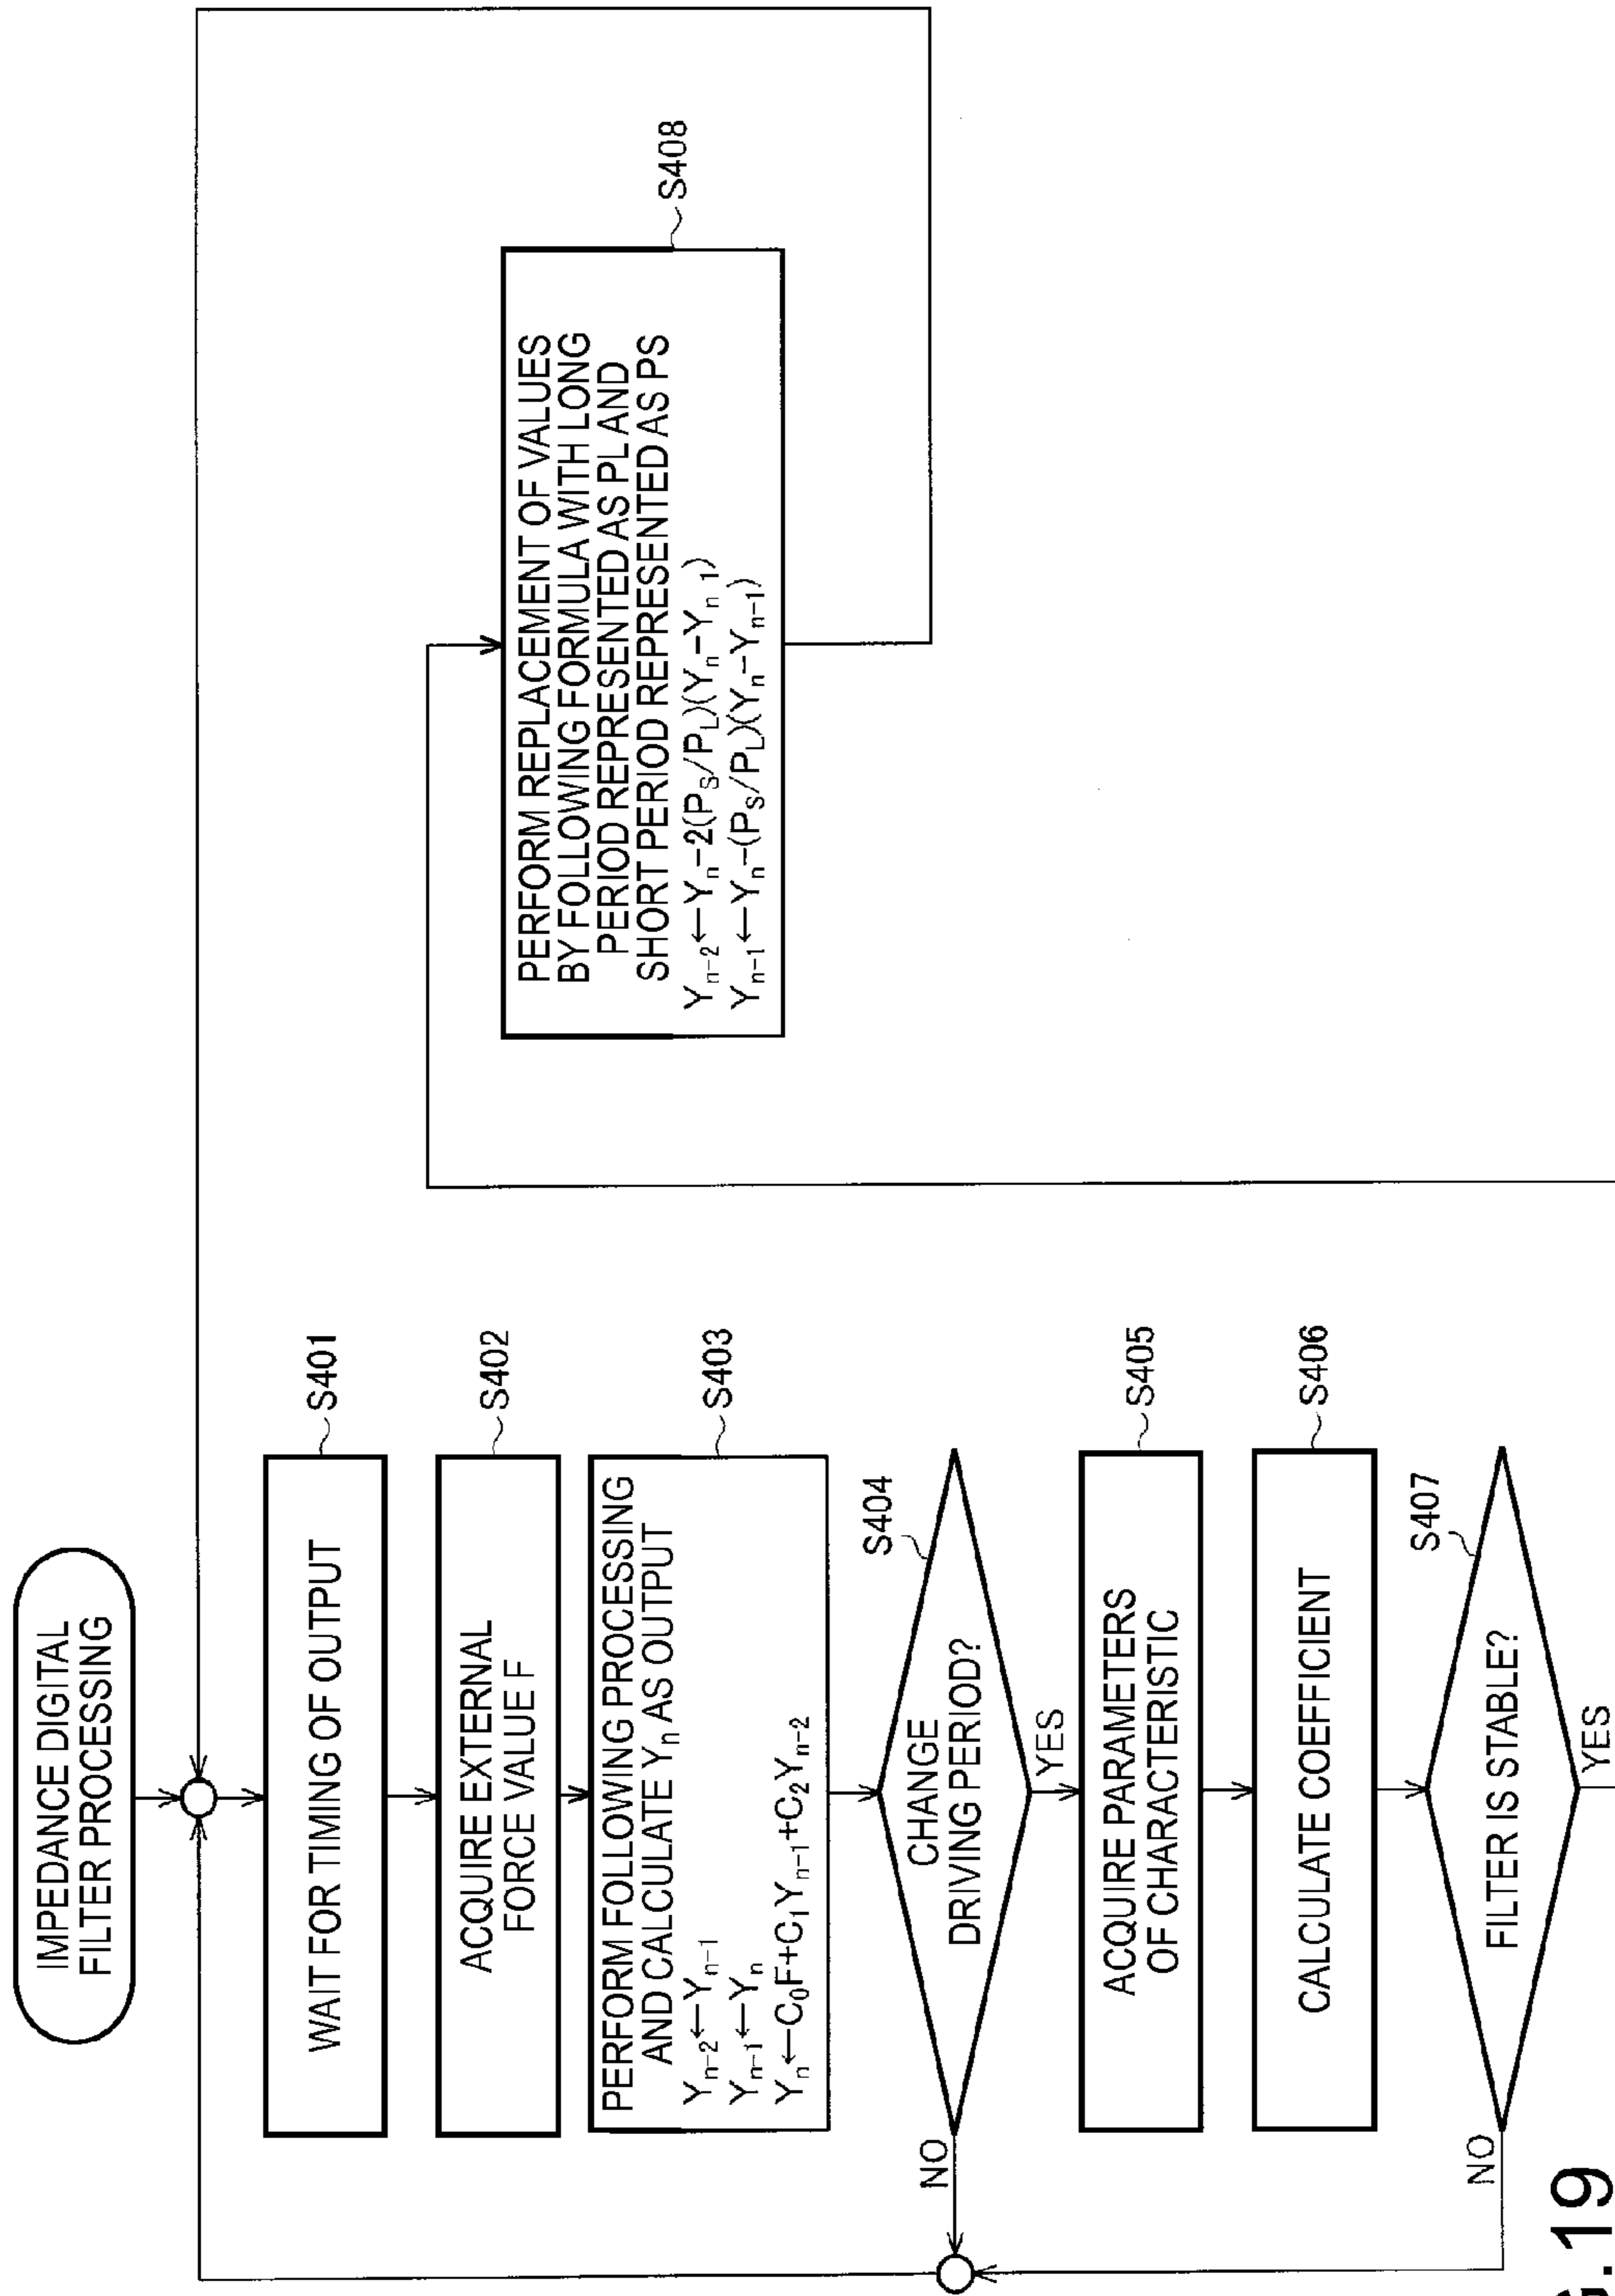 IMPEDANCE DIGITAL
FILTER PROCESSING
WAIT FOR TIMING OF OUTPUT
S401
ACQUIRE EXTERNAL
FORCE VALUE F
S402
PERFORM FOLLOWING PROCESSING
AND CALCULATE Yn AS OUTPUT
Yn-2←Yn-1
Yn-1←Yn
Yn←C0F+C1Yn-1+C2Yn-2
S403
CHANGE
DRIVING PERIOD?
S404
NO
YES
ACQUIRE PARAMETERS
OF CHARACTERISTIC
S405
CALCULATE COEFFICIENT
S406
FILTER IS STABLE?
S407
NO
YES
PERFORM REPLACEMENT OF VALUES
BY FOLLOWING FORMULA WITH LONG
PERIOD REPRESENTED AS PL AND
SHORT PERIOD REPRESENTED AS PS
Yn-2←Yn-2(PS/PL)(Yn-Yn 1)
Yn-1←Yn-(PS/PL)(Yn-Yn-1)
S408
G.19